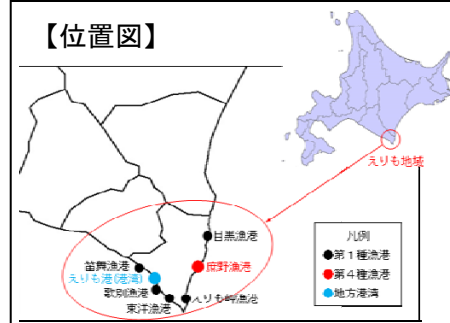 【位置図】
えりも地域
目黒漁港
庶野漁港
笛舞漁港
えりも港(港湾)
歌別漁港
東洋漁港
えりも岬漁港
凡例
●第1種漁港
●第4種漁港
●地方港湾